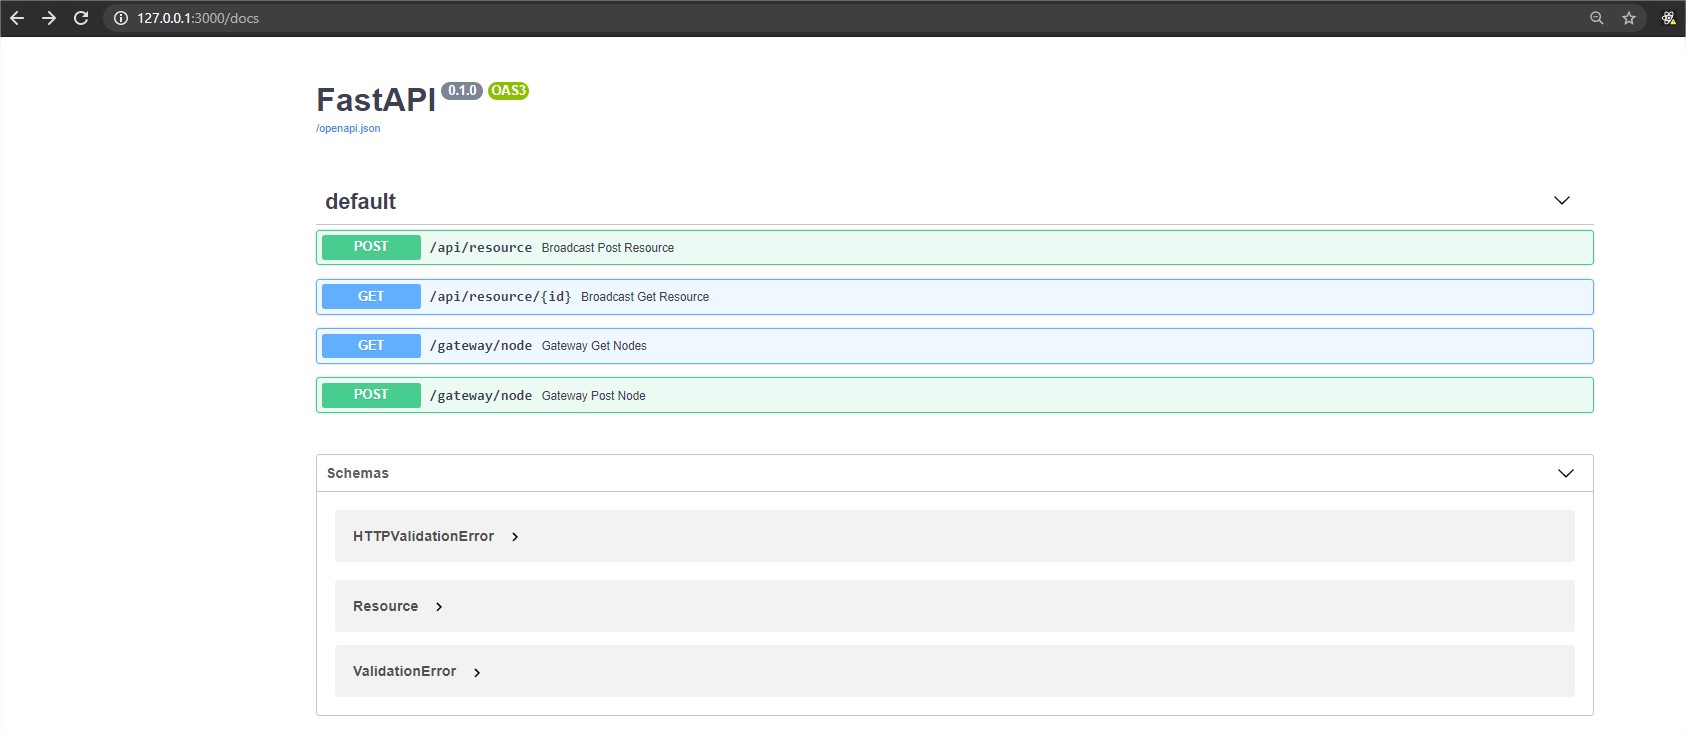 127.0.0.1:3000/docs
FastAPI 0.1.0 OAS3
/openapi.json
default
POST /api/resource Broadcast Post Resource
GET /api/resource/{id} Broadcast Get Resource
GET /gateway/node Gateway Get Nodes
POST /gateway/node Gateway Post Node
Schemas
HTTPValidationError
Resource
ValidationError